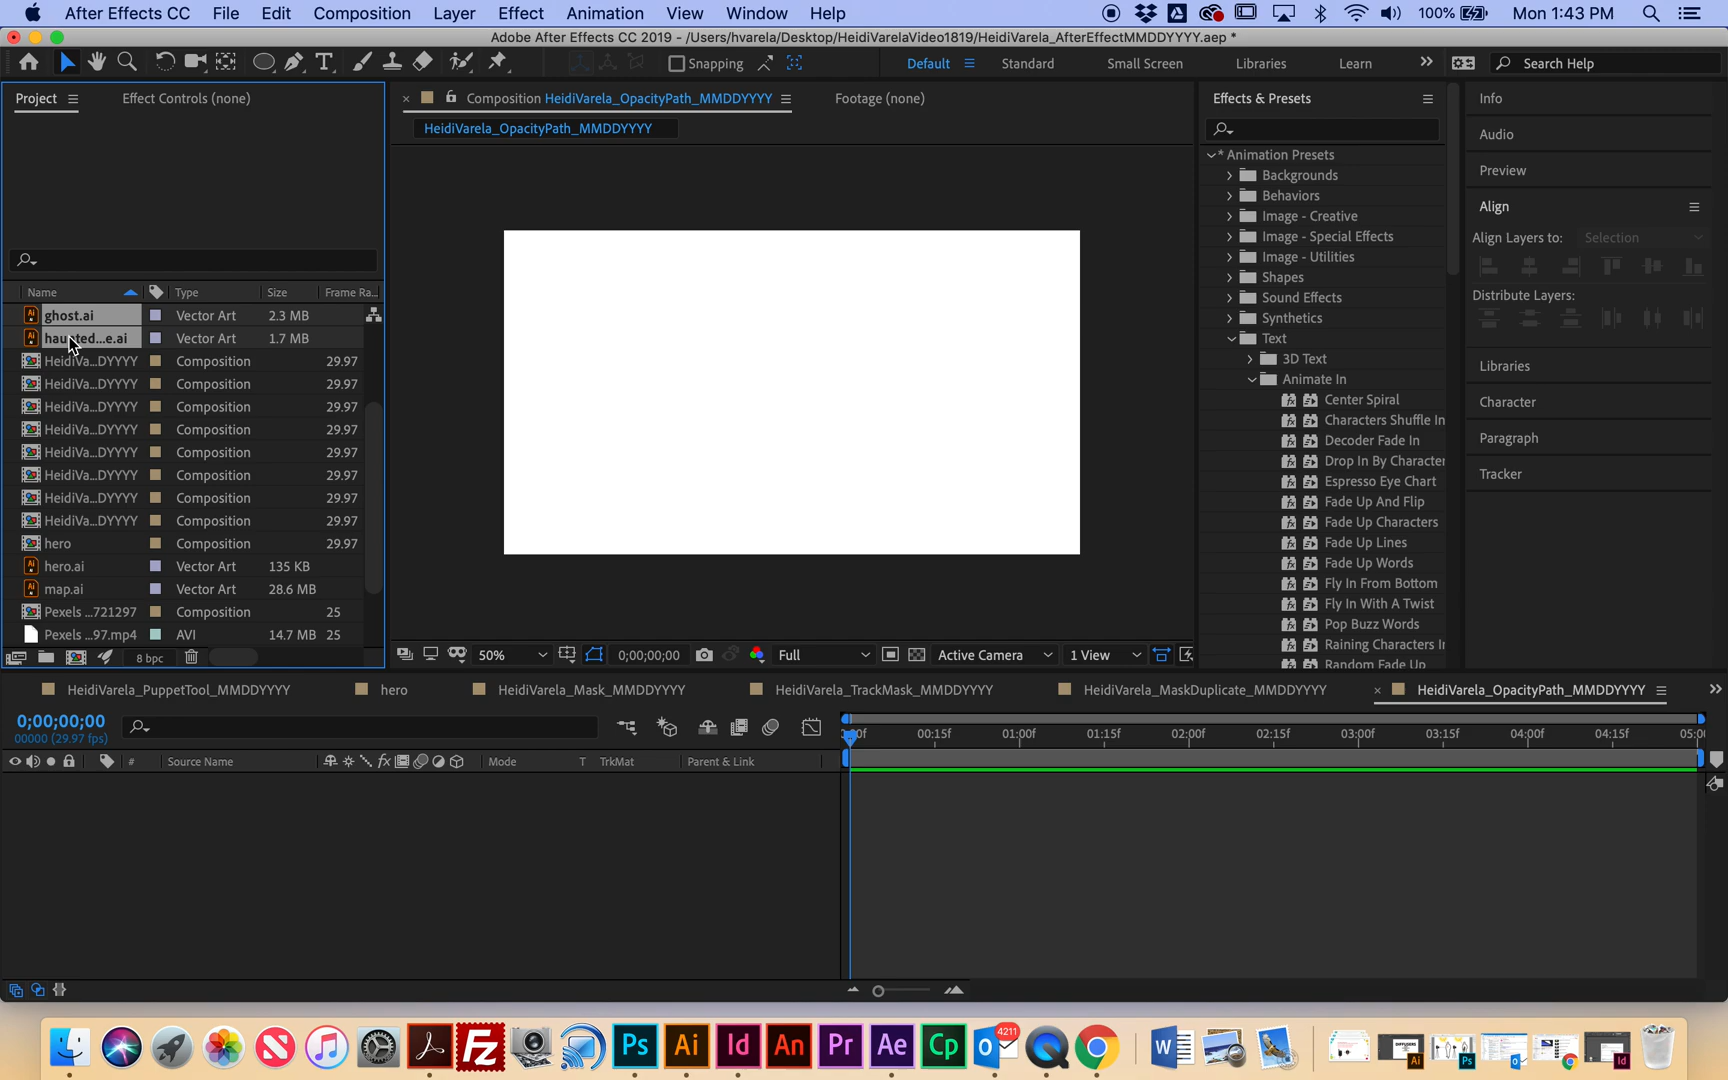 After Effects CC File Edit Composition Layer Effect Animation View Window Help 100% Mon 1:43 PM
Adobe After Effects CC 2019 - /Users/hvarela/Desktop/HeidiVarelaVideo1819/HeidiVarela_AfterEffectMMDDYYYY.aep *
Snapping Default Standard Small Screen Libraries Learn Search Help
Project Effect Controls (none)
Composition HeidiVarela_OpacityPath_MMDDYYYY Footage (none)
HeidiVarela_OpacityPath_MMDDYYYY
Name Type Size Frame Ra...
ghost.ai Vector Art 2.3 MB
haunted...e.ai Vector Art 1.7 MB
HeidiVa...DYYYY Composition 29.97
HeidiVa...DYYYY Composition 29.97
HeidiVa...DYYYY Composition 29.97
HeidiVa...DYYYY Composition 29.97
HeidiVa...DYYYY Composition 29.97
HeidiVa...DYYYY Composition 29.97
HeidiVa...DYYYY Composition 29.97
HeidiVa...DYYYY Composition 29.97
hero Composition 29.97
hero.ai Vector Art 135 KB
map.ai Vector Art 28.6 MB
Pexels ...721297 Composition 25
Pexels ...97.mp4 AVI 14.7 MB 25
8 bpc
50% 0;00;00;00 Full Active Camera 1 View
Effects & Presets
* Animation Presets
Backgrounds
Behaviors
Image - Creative
Image - Special Effects
Image - Utilities
Shapes
Sound Effects
Synthetics
Text
3D Text
Animate In
Center Spiral
Characters Shuffle In
Decoder Fade In
Drop In By Character
Espresso Eye Chart
Fade Up And Flip
Fade Up Characters
Fade Up Lines
Fade Up Words
Fly In From Bottom
Fly In With A Twist
Pop Buzz Words
Raining Characters In
Random Fade Up
Info
Audio
Preview
Align
Align Layers to: Selection
Distribute Layers:
Libraries
Character
Paragraph
Tracker
HeidiVarela_PuppetTool_MMDDYYYY hero HeidiVarela_Mask_MMDDYYYY HeidiVarela_TrackMask_MMDDYYYY HeidiVarela_MaskDuplicate_MMDDYYYY HeidiVarela_OpacityPath_MMDDYYYY
0;00;00;00
00000 (29.97 fps)
00:15f 01:00f 01:15f 02:00f 02:15f 03:00f 03:15f 04:00f 04:15f 05:0
# Source Name Mode T TrkMat Parent & Link
Fz Ps Ai Id An Pr Ae Cp 4211 W